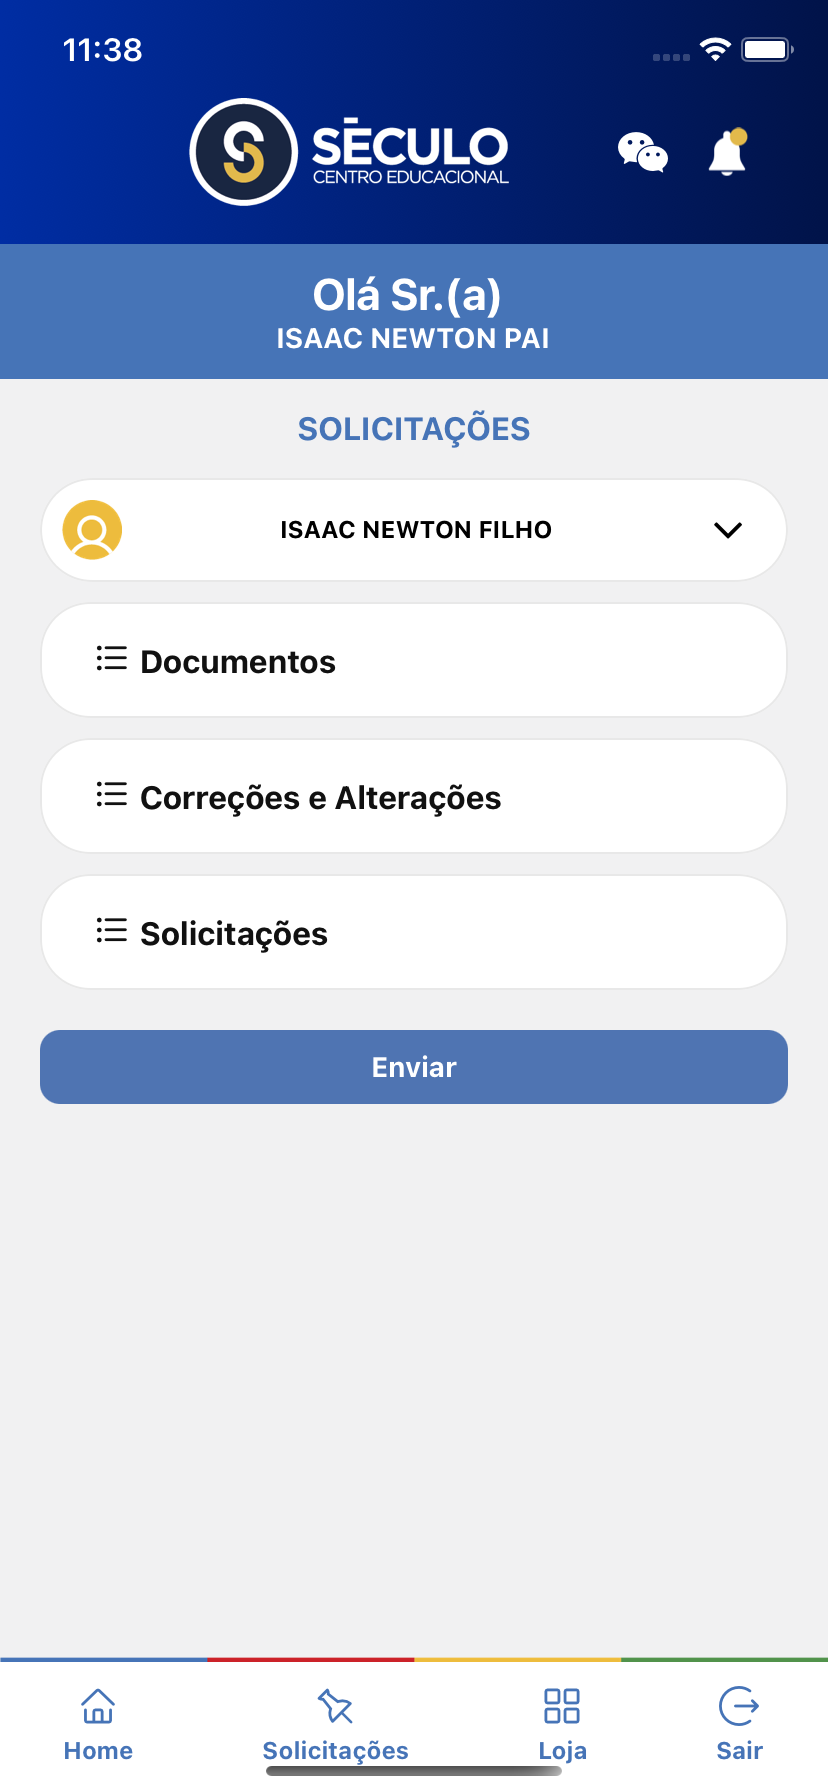 11:38
SÉCULO
CENTRO EDUCACIONAL
Olá Sr.(a)
ISAAC NEWTON PAI
SOLICITAÇÕES
ISAAC NEWTON FILHO
Documentos
Correções e Alterações
Solicitações
Enviar
Home
Solicitações
Loja
Sair